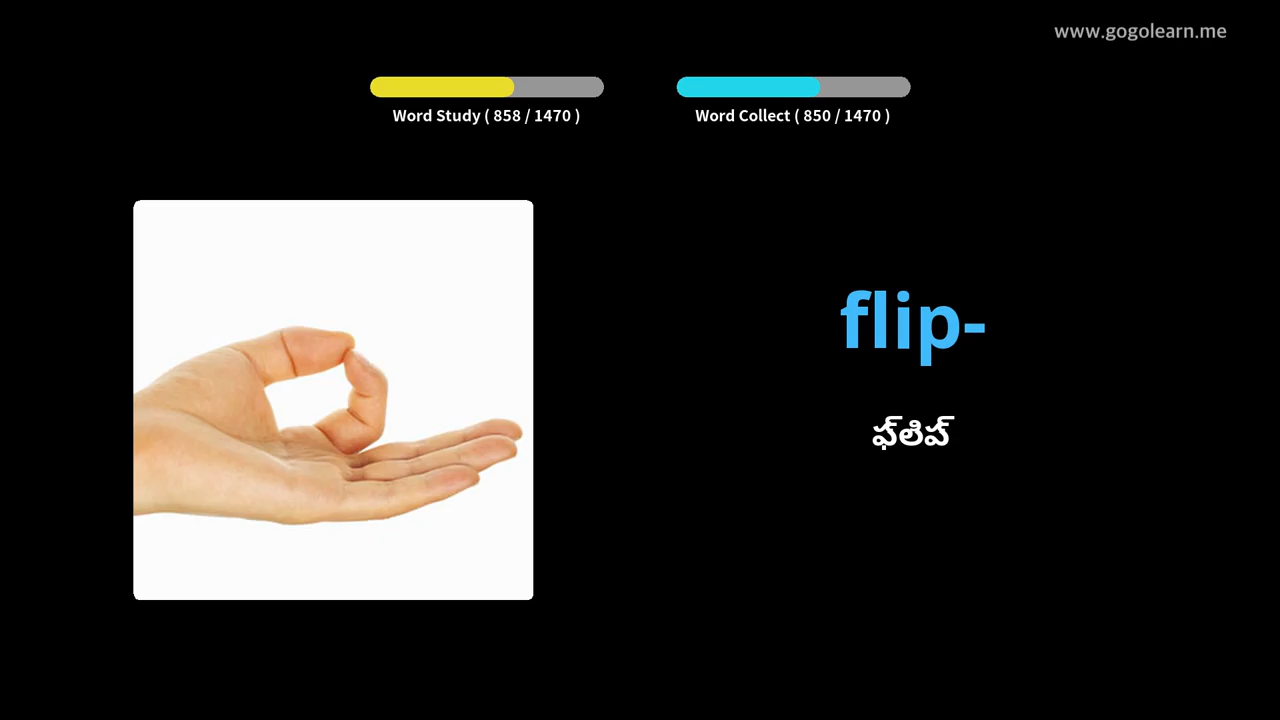 www.gogolearn.me
Word Study ( 858 / 1470 )
Word Collect ( 850 / 1470 )
flip-
ఫ్‌లిప్